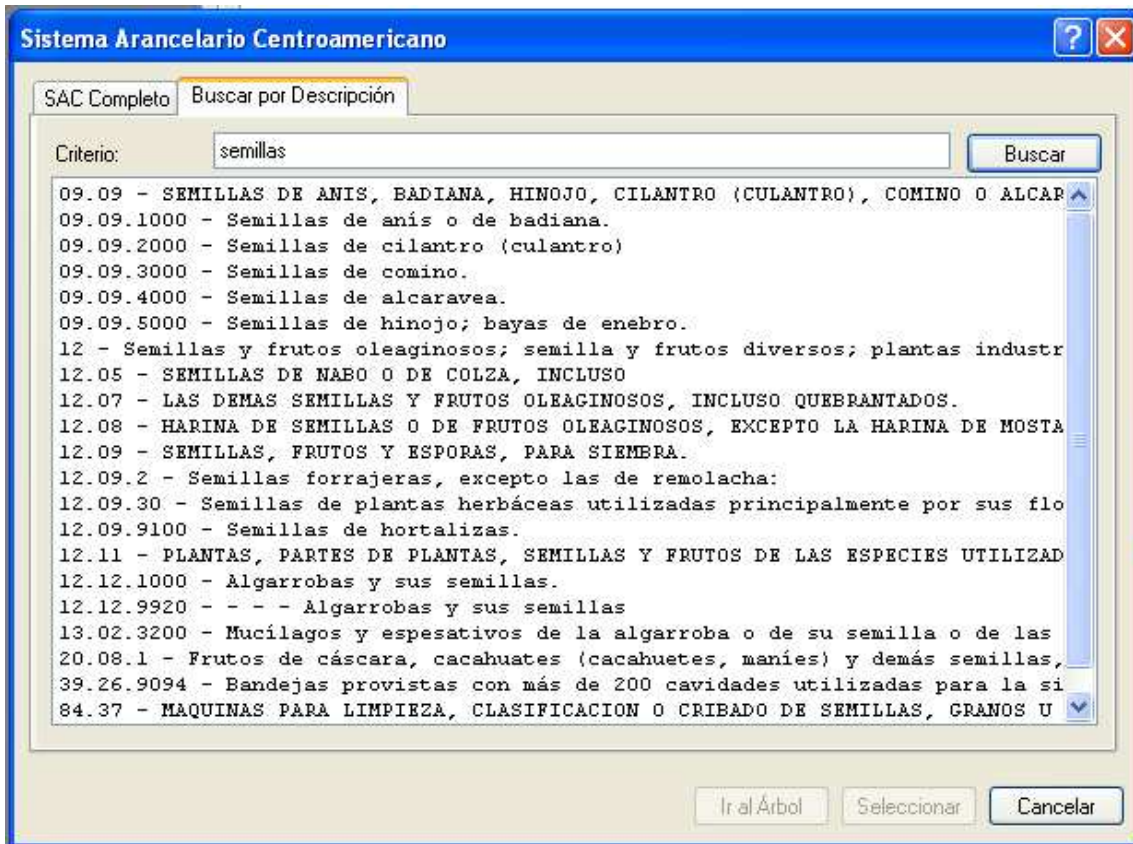 Sistema Arancelario Centroamericano
SAC Completo
Buscar por Descripción
Criterio:
semillas
Buscar
09.09 - SEMILLAS DE ANIS, BADIANA, HINOJO, CILANTRO (CULANTRO), COMINO O ALCAR
09.09.1000 - Semillas de anís o de badiana.
09.09.2000 - Semillas de cilantro (culantro)
09.09.3000 - Semillas de comino.
09.09.4000 - Semillas de alcaravea.
09.09.5000 - Semillas de hinojo; bayas de enebro.
12 - Semillas y frutos oleaginosos; semilla y frutos diversos; plantas industr
12.05 - SEMILLAS DE NABO O DE COLZA, INCLUSO
12.07 - LAS DEMAS SEMILLAS Y FRUTOS OLEAGINOSOS, INCLUSO QUEBRANTADOS.
12.08 - HARINA DE SEMILLAS O DE FRUTOS OLEAGINOSOS, EXCEPTO LA HARINA DE MOSTA
12.09 - SEMILLAS, FRUTOS Y ESPORAS, PARA SIEMBRA.
12.09.2 - Semillas forrajeras, excepto las de remolacha:
12.09.30 - Semillas de plantas herbáceas utilizadas principalmente por sus flo
12.09.9100 - Semillas de hortalizas.
12.11 - PLANTAS, PARTES DE PLANTAS, SEMILLAS Y FRUTOS DE LAS ESPECIES UTILIZAD
12.12.1000 - Algarrobas y sus semillas.
12.12.9920 - - - - Algarrobas y sus semillas
13.02.3200 - Mucílagos y espesativos de la algarroba o de su semilla o de las
20.08.1 - Frutos de cáscara, cacahuates (cacahuetes, maníes) y demás semillas,
39.26.9094 - Bandejas provistas con más de 200 cavidades utilizadas para la si
84.37 - MAQUINAS PARA LIMPIEZA, CLASIFICACION O CRIBADO DE SEMILLAS, GRANOS U
Ir al Árbol
Seleccionar
Cancelar